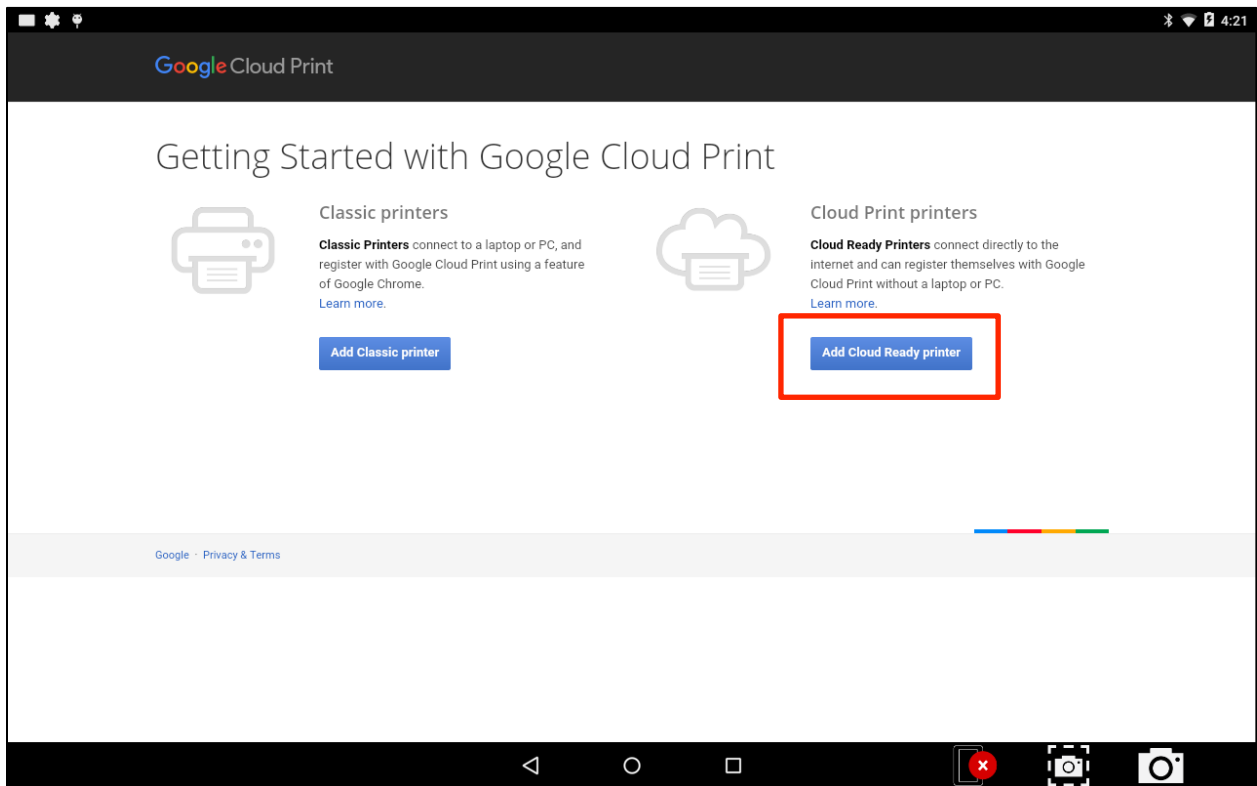 4:21
Google Cloud Print
Getting Started with Google Cloud Print
Classic printers
Classic Printers connect to a laptop or PC, and
register with Google Cloud Print using a feature
of Google Chrome.
Learn more.
Add Classic printer
Cloud Print printers
Cloud Ready Printers connect directly to the
internet and can register themselves with Google
Cloud Print without a laptop or PC.
Learn more.
Add Cloud Ready printer
Google · Privacy & Terms